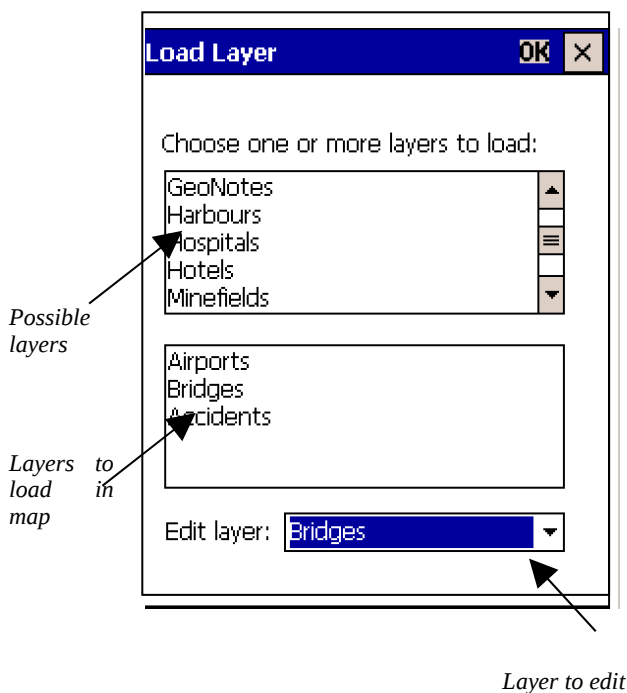 Load Layer OK
Choose one or more layers to load:
GeoNotes
Harbours
Hospitals
Hotels
Minefields
Possible
layers
Airports
Bridges
Accidents
Layers to
load in
map
Edit layer: Bridges
Layer to edit